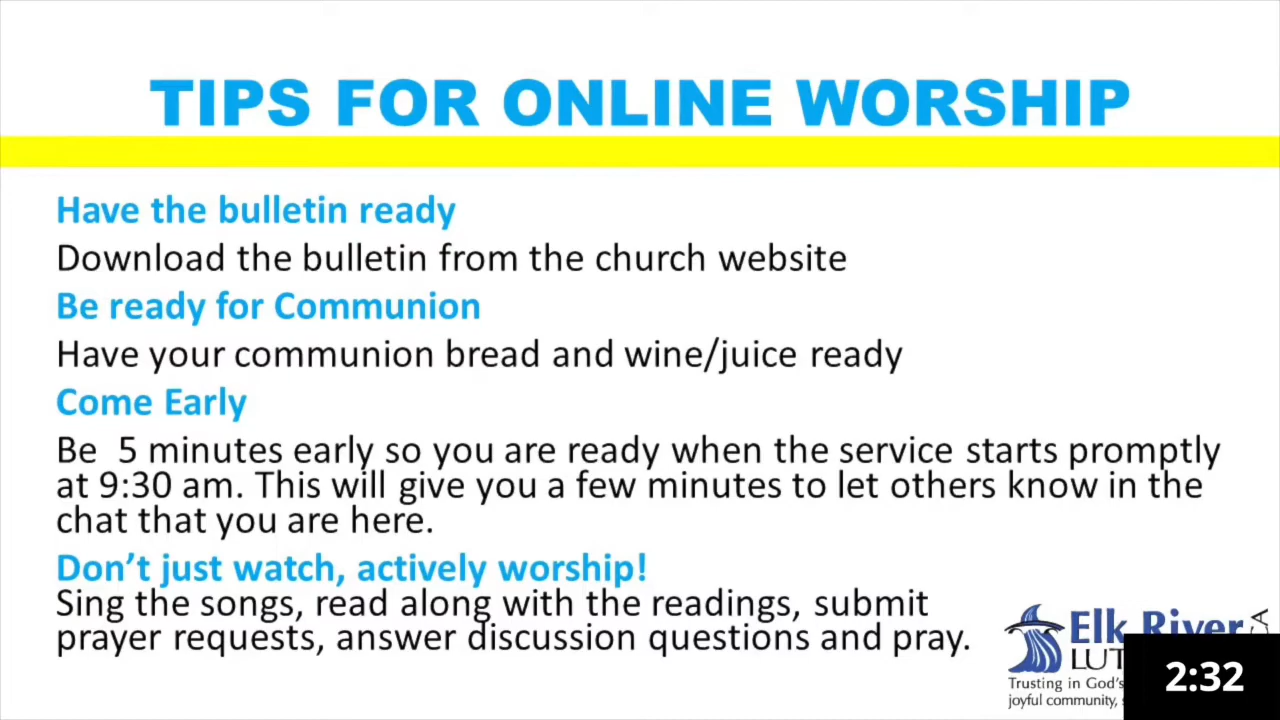 TIPS FOR ONLINE WORSHIP
Have the bulletin ready
Download the bulletin from the church website
Be ready for Communion
Have your communion bread and wine/juice ready
Come Early
Be 5 minutes early so you are ready when the service starts promptly
at 9:30 am. This will give you a few minutes to let others know in the
chat that you are here.
Don't just watch, actively worship!
Sing the songs, read along with the readings, submit
prayer requests, answer discussion questions and pray.
Elk River
Trusting in God's
joyful community,
2:32